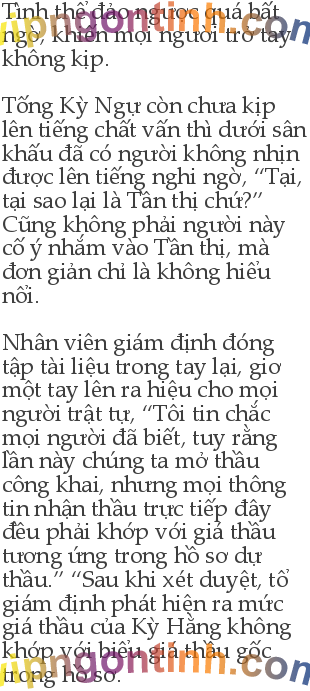 Tình thế đảo ngược quá bất
ngờ, khiến mọi người trở tay
không kịp.
Tống Kỳ Ngự còn chưa kịp
lên tiếng chất vấn thì dưới sân
khấu đã có người không nhịn
được lên tiếng nghi ngờ, “Tại,
tại sao lại là Tần thị chứ?”
Cũng không phải người này
cố ý nhắm vào Tần thị, mà
đơn giản chỉ là không hiểu
nổi.
Nhân viên giám định đóng
tập tài liệu trong tay lại, giơ
một tay lên ra hiệu cho mọi
người trật tự, “Tôi tin chắc
mọi người đã biết, tuy rằng
lần này chúng ta mở thầu
công khai, nhưng mọi thông
tin nhận thầu trực tiếp đây
đều phải khớp với giá thầu
tương ứng trong hồ sơ dự
thầu.” “Sau khi xét duyệt, tổ
giám định phát hiện ra mức
giá thầu của Kỳ Hằng không
khớp với biểu giá thầu gốc
trong hồ sơ.
vipngontinh.com
vipngontinh.com